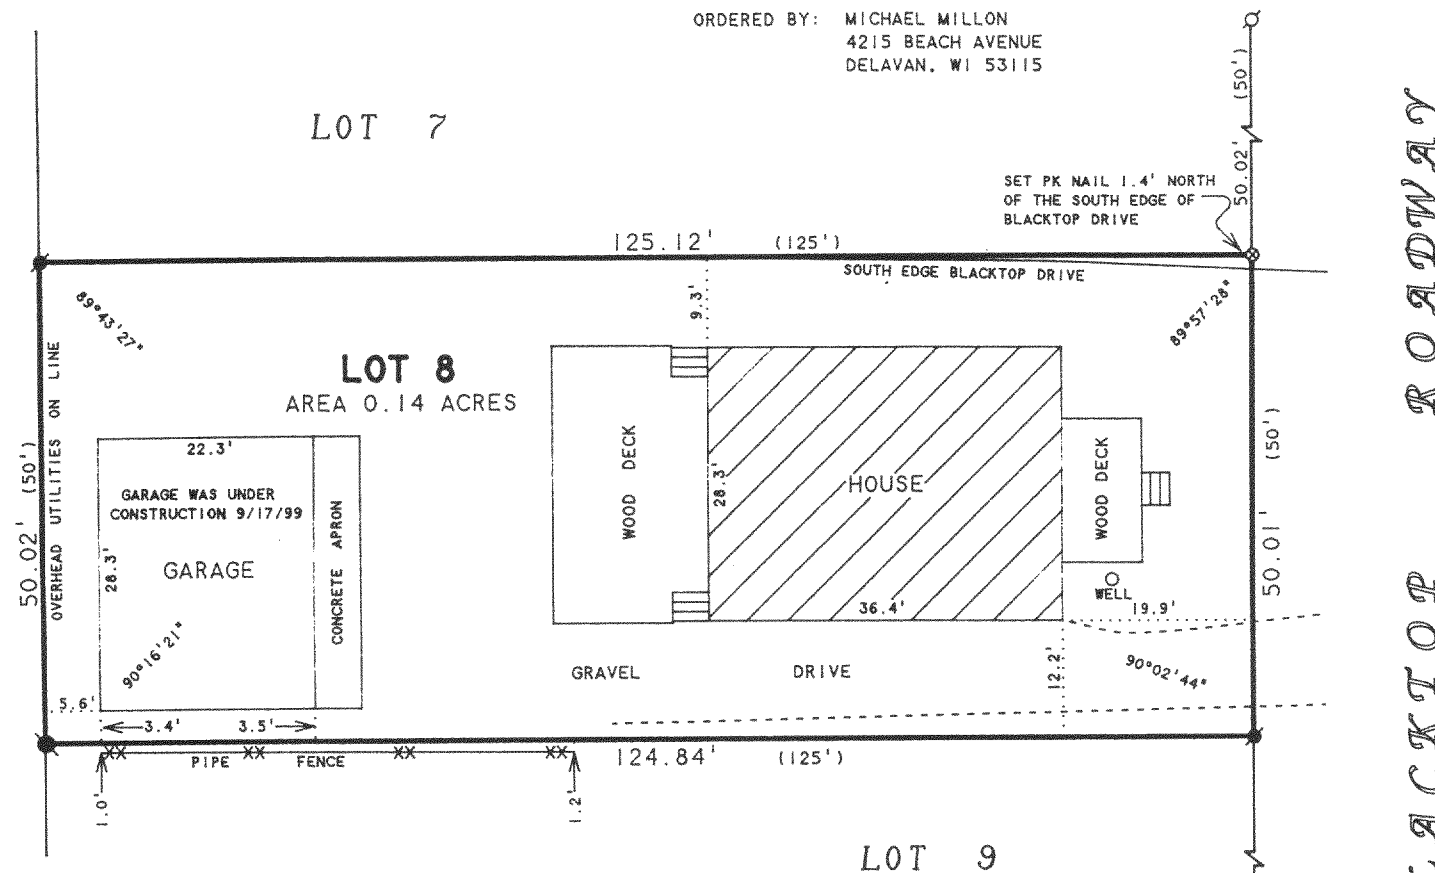 ORDERED BY: MICHAEL MILLON
4215 BEACH AVENUE
DELAVAN, WI 53115
(50')
50.02'
LOT 7
SET PK NAIL 1.4' NORTH
OF THE SOUTH EDGE OF
BLACKTOP DRIVE
125.12' (125')
SOUTH EDGE BLACKTOP DRIVE
89°43'27"
9.3'
89°57'28"
LOT 8
AREA 0.14 ACRES
OVERHEAD UTILITIES ON LINE
50.02' (50')
22.3'
GARAGE WAS UNDER
CONSTRUCTION 9/17/99
GARAGE
28.3'
90°16'21"
CONCRETE APRON
WOOD DECK
28.3'
HOUSE
36.4'
WOOD DECK
WELL
19.9'
50.01' (50')
GRAVEL DRIVE
12.2'
90°02'44"
5.6'
3.4' 3.5'
PIPE FENCE
124.84' (125')
1.0'
1.2'
LOT 9
ROADWAY